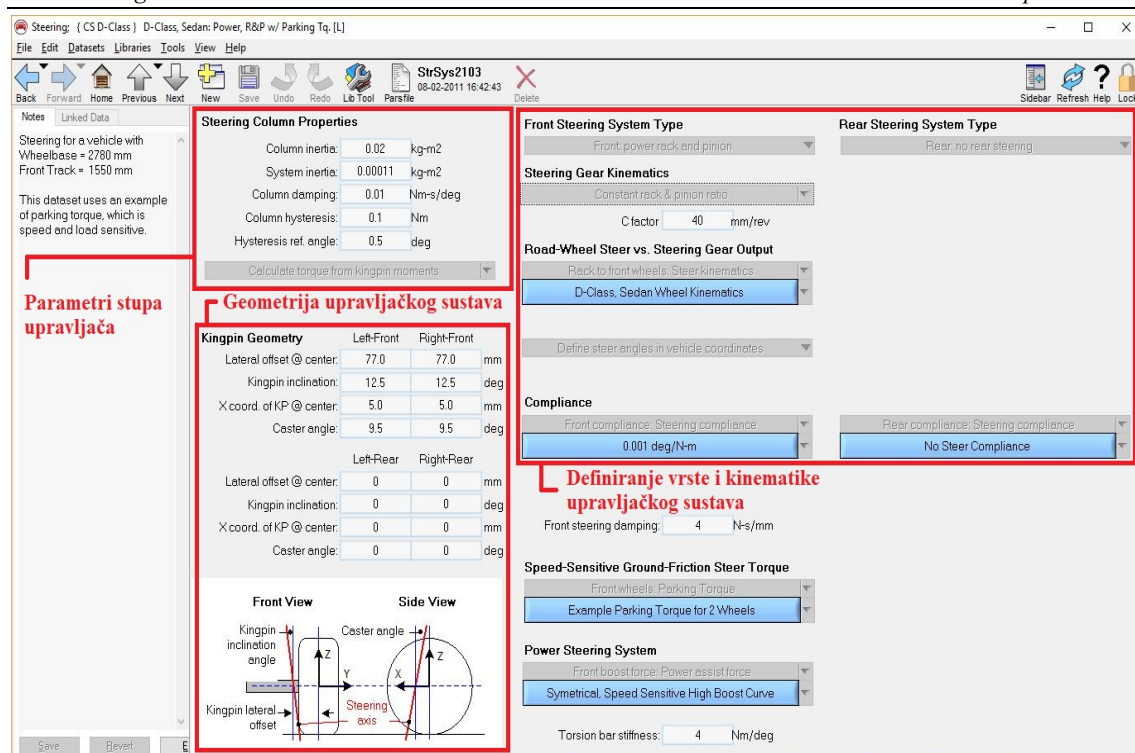 Steering; { CS D-Class } D-Class, Sedan: Power, R&P w/ Parking Tq. [L]
File Edit Datasets Libraries Tools View Help
StrSys2103
08-02-2011 16:42:43
Back Forward Home Previous Next New Save Undo Redo Lib Tool Parsfile Delete Sidebar Refresh Help Lock
Notes Linked Data
Steering for a vehicle with
Wheelbase = 2780 mm
Front Track = 1550 mm
This dataset uses an example
of parking torque, which is
speed and load sensitive.
Parametri stupa
upravljača
Save Revert E
Steering Column Properties
Column inertia: 0.02 kg-m2
System inertia: 0.00011 kg-m2
Column damping: 0.01 Nm-s/deg
Column hysteresis: 0.1 Nm
Hysteresis ref. angle: 0.5 deg
Calculate torque from kingpin moments
Geometrija upravljačkog sustava
Kingpin Geometry Left-Front Right-Front
Lateral offset @ center: 77.0 77.0 mm
Kingpin inclination: 12.5 12.5 deg
X coord. of KP @ center: 5.0 5.0 mm
Caster angle: 9.5 9.5 deg
Left-Rear Right-Rear
Lateral offset @ center: 0 0 mm
Kingpin inclination: 0 0 deg
X coord. of KP @ center: 0 0 mm
Caster angle: 0 0 deg
Front View Side View
Kingpin
inclination
angle
Caster angle
Z Z
Y X
Kingpin lateral
offset
Steering
axis
Front Steering System Type Rear Steering System Type
Front: power rack and pinion Rear: no rear steering
Steering Gear Kinematics
Constant rack & pinion ratio
C factor 40 mm/rev
Road-Wheel Steer vs. Steering Gear Output
Rack to front wheels: Steer kinematics
D-Class, Sedan Wheel Kinematics
Define steer angles in vehicle coordinates
Compliance
Front compliance: Steering compliance Rear compliance: Steering compliance
0.001 deg/N-m No Steer Compliance
Definiranje vrste i kinematike
upravljačkog sustava
Front steering damping: 4 N-s/mm
Speed-Sensitive Ground-Friction Steer Torque
Front wheels: Parking Torque
Example Parking Torque for 2 Wheels
Power Steering System
Front boost force: Power assist force
Symetrical, Speed Sensitive High Boost Curve
Torsion bar stiffness: 4 Nm/deg